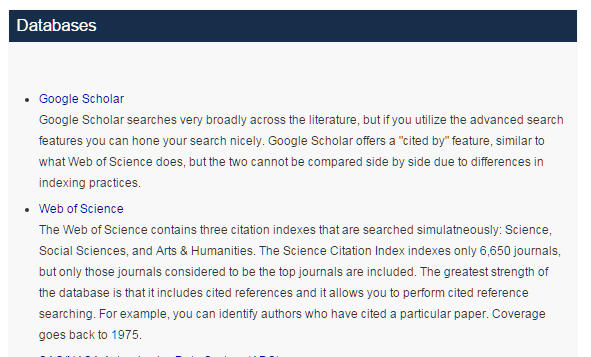 Databases
Google Scholar
Google Scholar searches very broadly across the literature, but if you utilize the advanced search
features you can hone your search nicely. Google Scholar offers a "cited by" feature, similar to
what Web of Science does, but the two cannot be compared side by side due to differences in
indexing practices.
Web of Science
The Web of Science contains three citation indexes that are searched simulatneously: Science,
Social Sciences, and Arts & Humanities. The Science Citation Index indexes only 6,650 journals,
but only those journals considered to be the top journals are included. The greatest strength of
the database is that it includes cited references and it allows you to perform cited reference
searching. For example, you can identify authors who have cited a particular paper. Coverage
goes back to 1975.